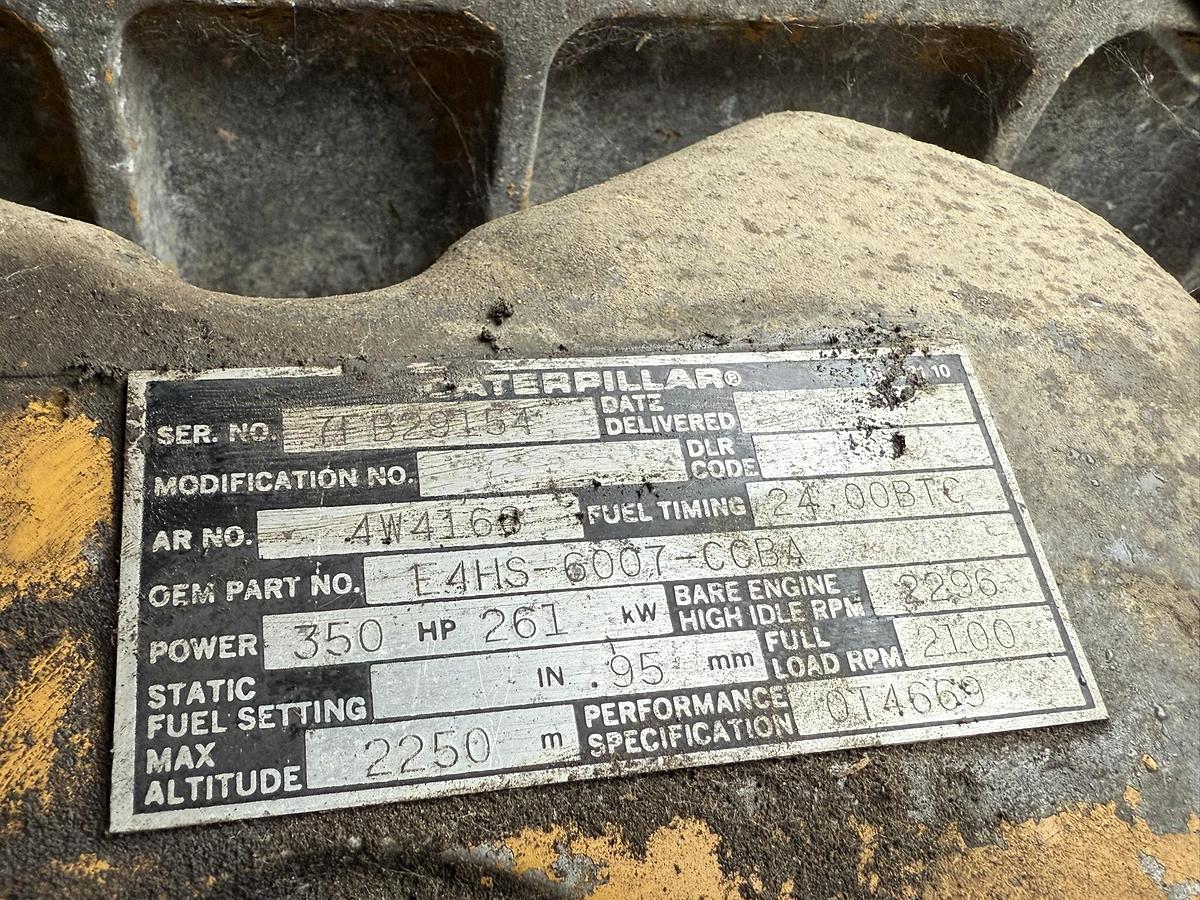 CATERPILLAR®
SER. NO. 7FB29154 DATE DELIVERED
MODIFICATION NO. DLR CODE
AR NO. 4W4160 FUEL TIMING 24.00BTC
OEM PART NO. E4HS-6007-CCBA
POWER 350 HP 261 kW BARE ENGINE HIGH IDLE RPM 2296
STATIC FUEL SETTING IN .95 mm FULL LOAD RPM 2100
MAX ALTITUDE 2250 m PERFORMANCE SPECIFICATION 0T4669